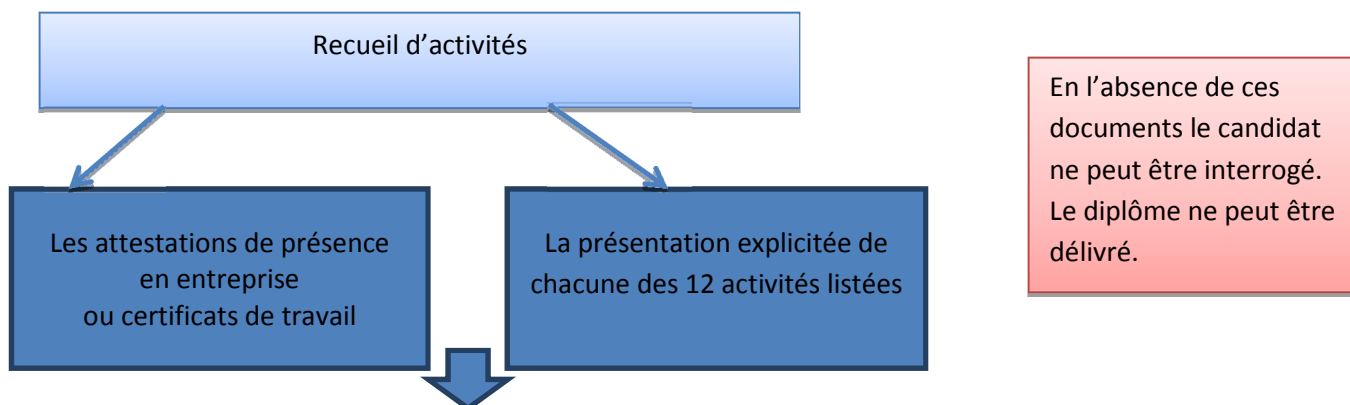 Recueil d’activités
Les attestations de présence
en entreprise
ou certificats de travail
La présentation explicitée de
chacune des 12 activités listées
En l’absence de ces
documents le candidat
ne peut être interrogé.
Le diplôme ne peut être
délivré.